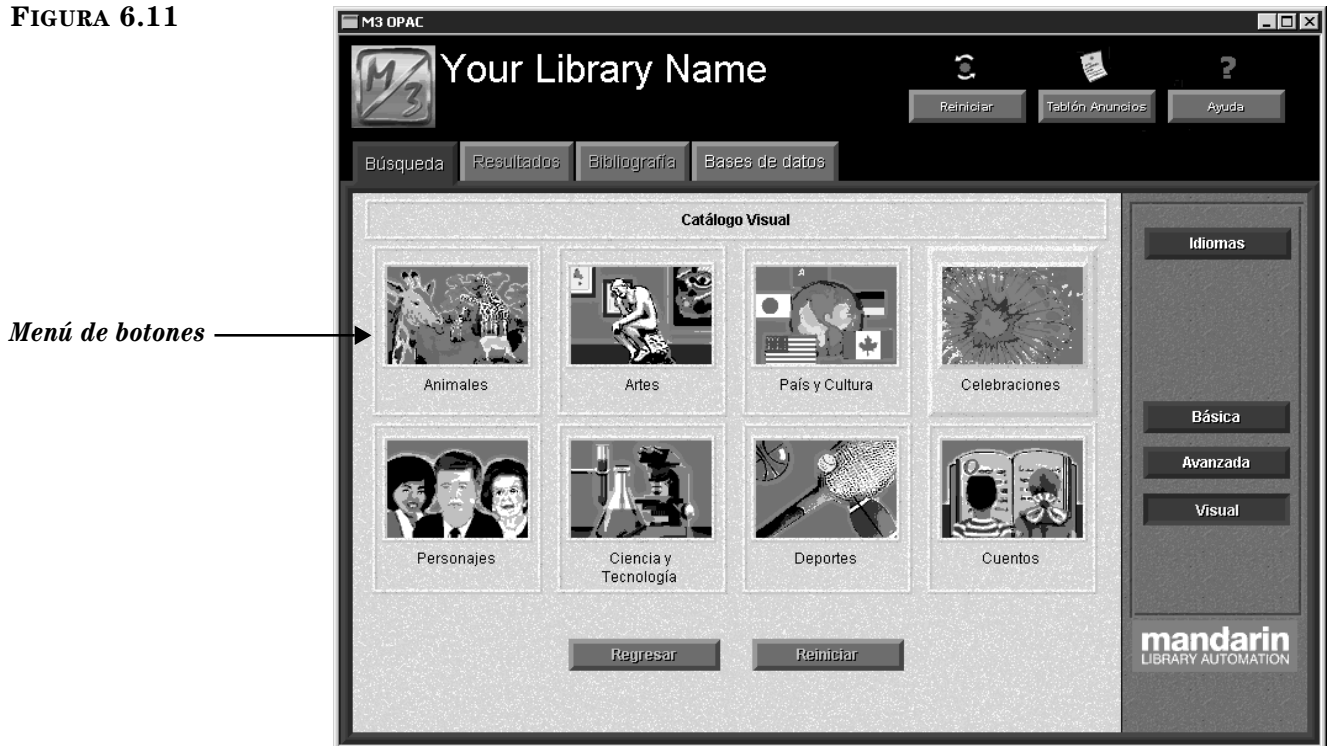 FIGURA 6.11
M3 OPAC
M/3
Your Library Name
Reiniciar
Tablón Anuncios
?
Ayuda
Búsqueda
Resultados
Bibliografía
Bases de datos
Catálogo Visual
Idiomas
Menú de botones
Animales
Artes
País y Cultura
Celebraciones
Básica
Avanzada
Visual
Personajes
Ciencia y
Tecnología
Deportes
Cuentos
Regresar
Reiniciar
mandarin
LIBRARY AUTOMATION